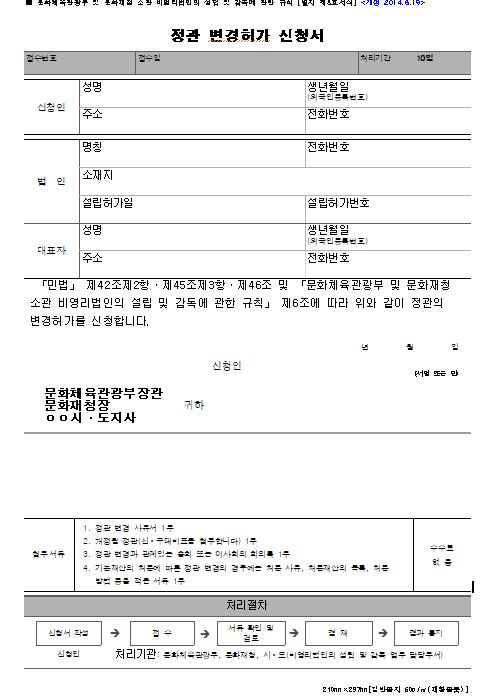 ■ 문화체육관광부 및 문화재청 소관 비영리법인의 설립 및 감독에 관한 규칙 [별지 제5호서식] <개정 2014.8.19>
정관 변경허가 신청서
접수번호 접수일 처리기간 10일
신청인
성명 생년월일
(외국인등록번호)
주소 전화번호
법 인
명칭 전화번호
소재지
설립허가일 설립허가번호
대표자
성명 생년월일
(외국인등록번호)
주소 전화번호
「민법」 제42조제2항ㆍ제45조제3항ㆍ제46조 및 「문화체육관광부 및 문화재청
소관 비영리법인의 설립 및 감독에 관한 규칙」 제6조에 따라 위와 같이 정관의
변경허가를 신청합니다.
년 월 일
신청인
(서명 또는 인)
문화체육관광부장관
문화재청장 귀하
ㅇㅇ시ㆍ도지사
첨부서류
1. 정관 변경 사유서 1부
2. 개정될 정관(신ㆍ구대비표를 첨부합니다) 1부
3. 정관 변경과 관계있는 총회 또는 이사회의 회의록 1부
4. 기본재산의 처분에 따른 정관 변경의 경우에는 처분 사유, 처분재산의 목록, 처분
방법 등을 적은 서류 1부
수수료
없 음
처리절차
신청서 작성 ➔ 접 수 ➔ 서류 확인 및
검토 ➔ 결 재 ➔ 결과 통지
신청인 처리기관: 문화체육관광부, 문화재청, 시ㆍ도(비영리법인의 설립 및 감독 업무 담당부서)
210mm×297mm[일반용지 60g/㎡(재활용품)]